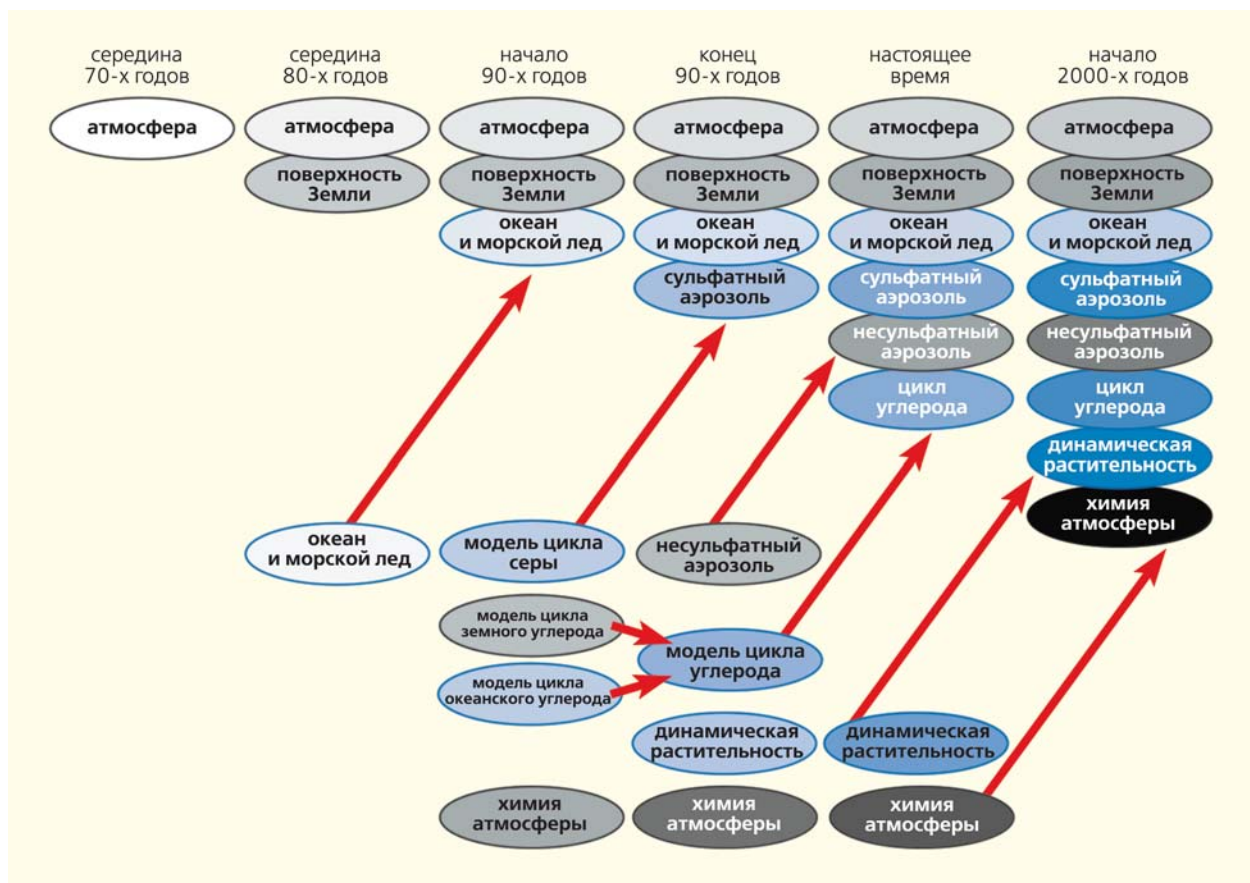 середина
70-х годов
середина
80-х годов
начало
90-х годов
конец
90-х годов
настоящее
время
начало
2000-х годов
атмосфера
атмосфера
атмосфера
атмосфера
атмосфера
атмосфера
поверхность
Земли
поверхность
Земли
поверхность
Земли
поверхность
Земли
поверхность
Земли
океан
и морской лед
океан
и морской лед
океан
и морской лед
океан
и морской лед
сульфатный
аэрозоль
сульфатный
аэрозоль
сульфатный
аэрозоль
несульфатный
аэрозоль
несульфатный
аэрозоль
цикл
углерода
цикл
углерода
динамическая
растительность
химия
атмосферы
океан
и морской лед
модель цикла
серы
несульфатный
аэрозоль
модель цикла
земного углерода
модель цикла
углерода
модель цикла
океанского углерода
динамическая
растительность
динамическая
растительность
химия
атмосферы
химия
атмосферы
химия
атмосферы